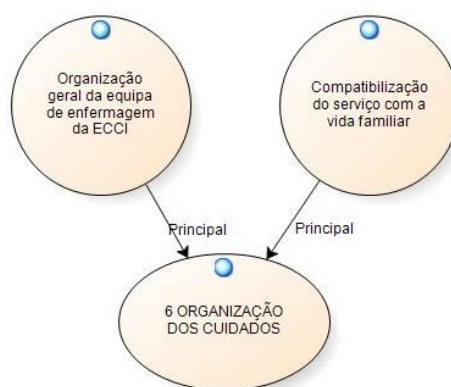 Organização
geral da equipa
de enfermagem
da ECCI
Compatibilização
do serviço com a
vida familiar
Principal
Principal
6 ORGANIZAÇÃO
DOS CUIDADOS